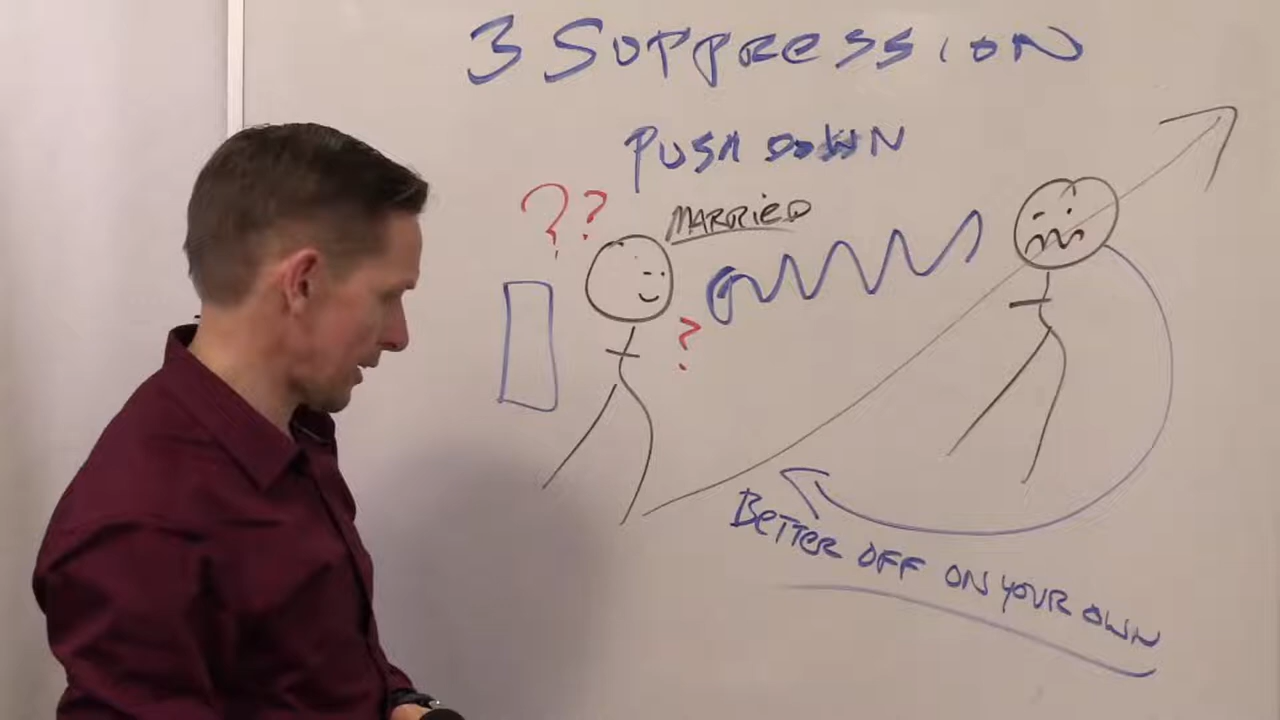 3 SUPPRESSION
PUSH DOWN
??
MARRIED
?
BETTER OFF ON YOUR OWN